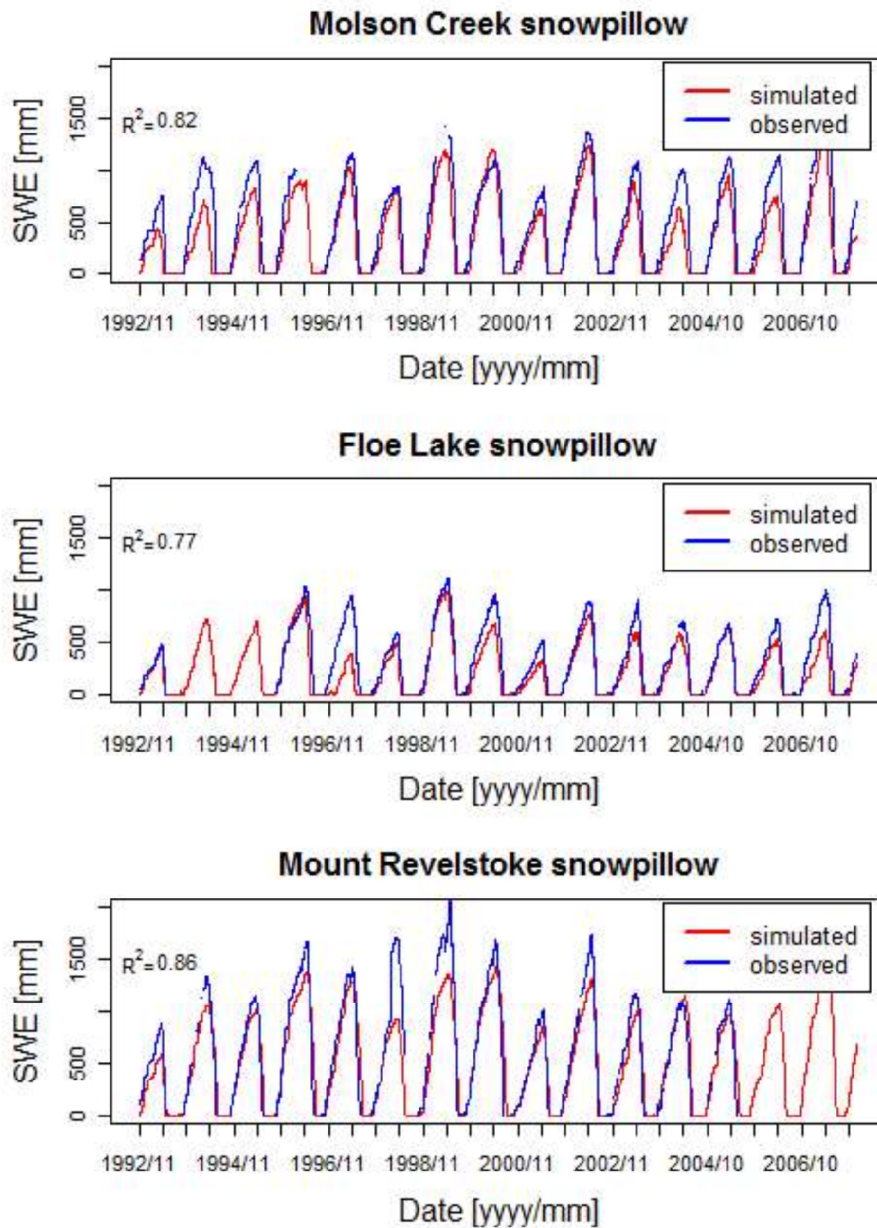 Molson Creek snowpillow
SWE [mm]
0 500 1500
R²=0.82
simulated
observed
1992/11 1994/11 1996/11 1998/11 2000/11 2002/11 2004/10 2006/10
Date [yyyy/mm]
Floe Lake snowpillow
SWE [mm]
0 500 1500
R²=0.77
simulated
observed
1992/11 1994/11 1996/11 1998/11 2000/11 2002/11 2004/10 2006/10
Date [yyyy/mm]
Mount Revelstoke snowpillow
SWE [mm]
0 500 1500
R²=0.86
simulated
observed
1992/11 1994/11 1996/11 1998/11 2000/11 2002/11 2004/10 2006/10
Date [yyyy/mm]